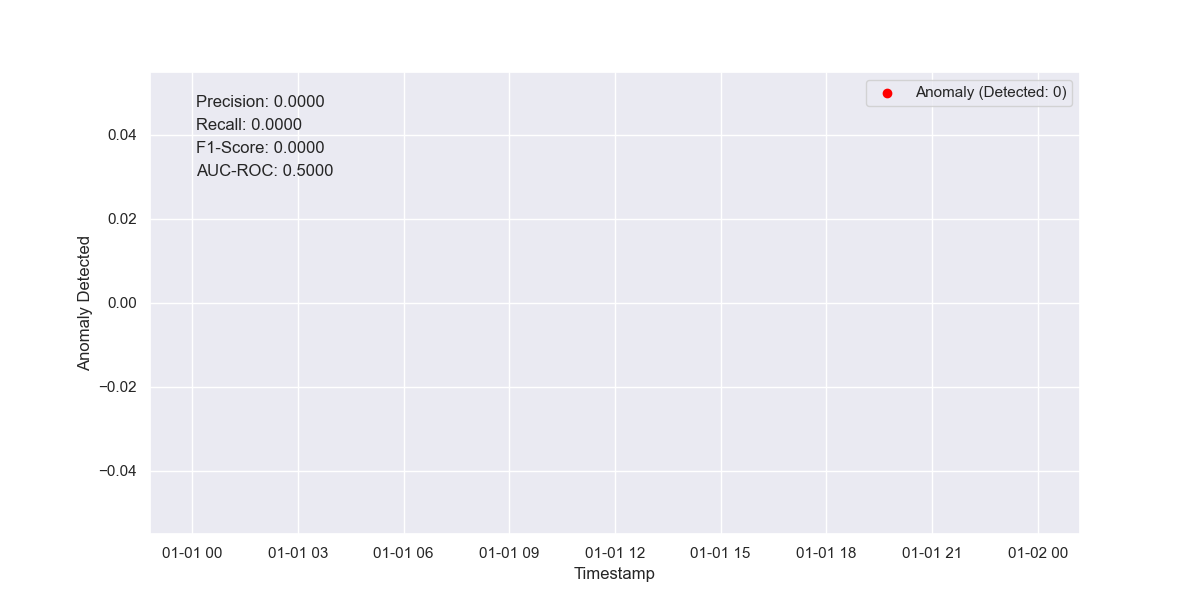 Precision: 0.0000
Recall: 0.0000
F1-Score: 0.0000
AUC-ROC: 0.5000
Anomaly (Detected: 0)
0.04
0.02
0.00
−0.02
−0.04
Anomaly Detected
01-01 00 01-01 03 01-01 06 01-01 09 01-01 12 01-01 15 01-01 18 01-01 21 01-02 00
Timestamp